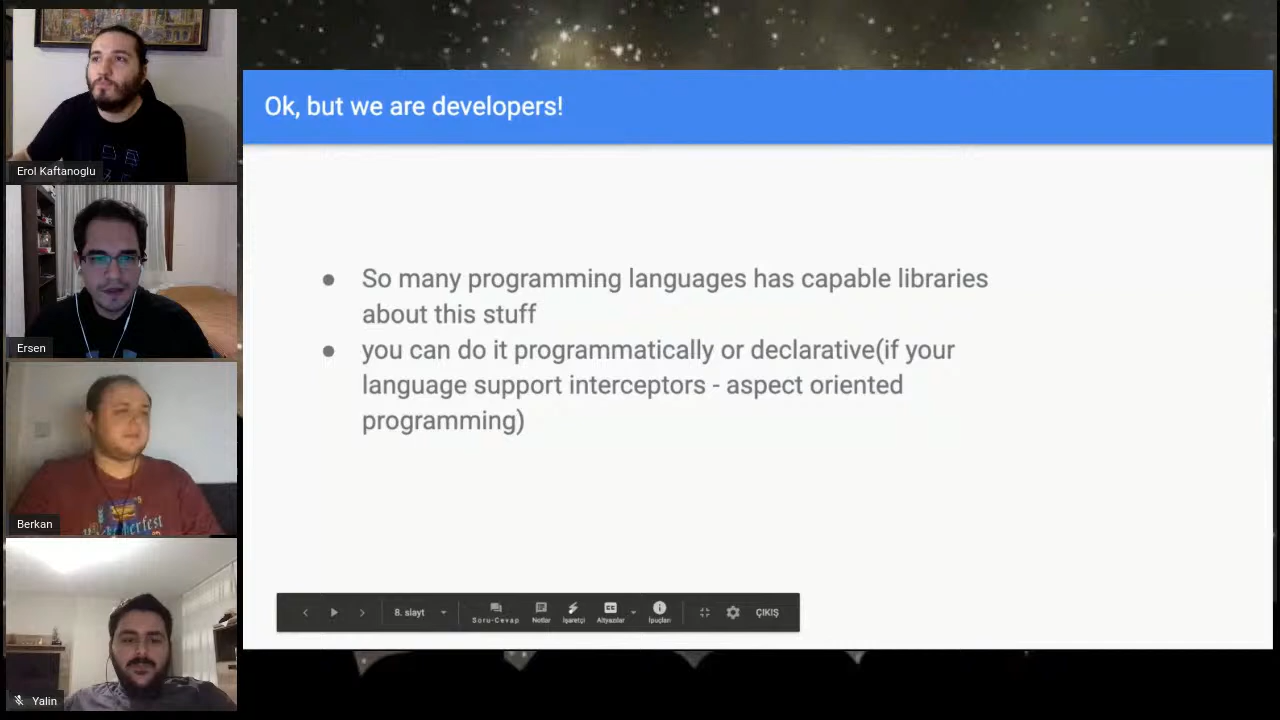 Erol Kaftanoglu
Ersen
Berkan
Yalin
Ok, but we are developers!
● So many programming languages has capable libraries
about this stuff
● you can do it programmatically or declarative(if your
language support interceptors - aspect oriented
programming)
8. slayt
Soru-Cevap
Notlar
İşaretçi
Altyazılar
İpuçları
ÇIKIŞ